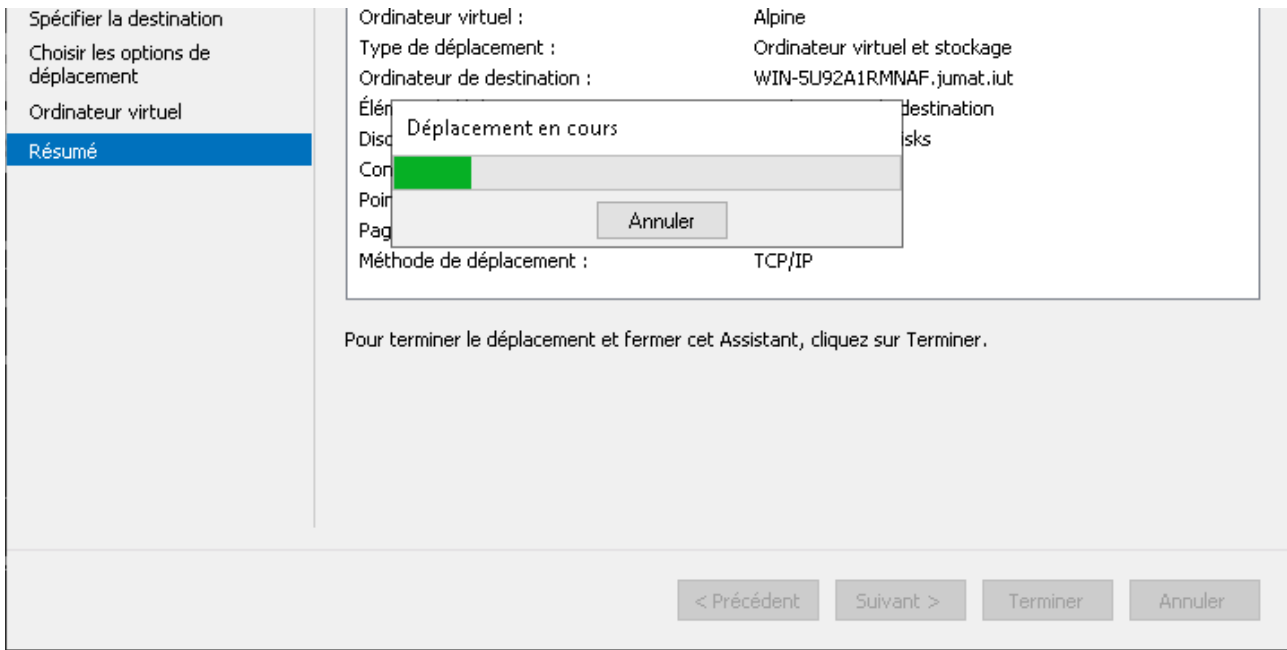 Spécifier la destination
Choisir les options de
déplacement
Ordinateur virtuel
Résumé
Ordinateur virtuel : Alpine
Type de déplacement : Ordinateur virtuel et stockage
Ordinateur de destination : WIN-5U92A1RMNAF.jumat.iut
destination
Déplacement en cours
Annuler
Méthode de déplacement : TCP/IP
Pour terminer le déplacement et fermer cet Assistant, cliquez sur Terminer.
< Précédent Suivant > Terminer Annuler